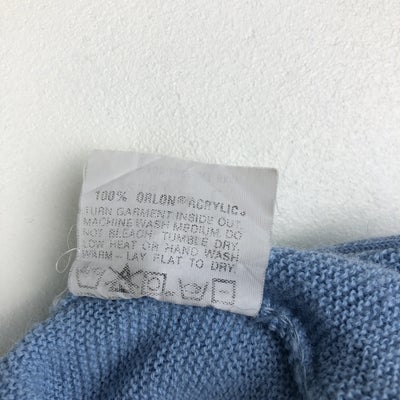 100% ORLON® ACRYLIC
TURN GARMENT INSIDE OUT
MACHINE WASH MEDIUM. DO
NOT BLEACH. TUMBLE DRY.
LOW HEAT OR HAND WASH
WARM - LAY FLAT TO DRY.